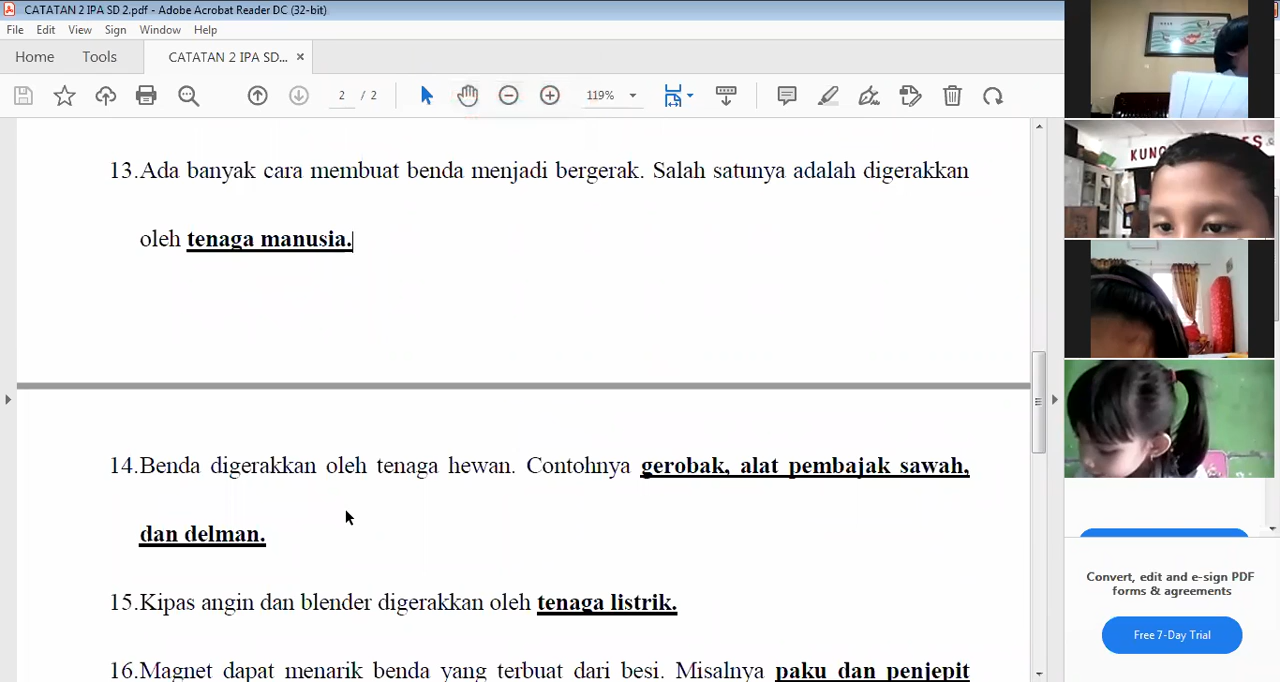 CATATAN 2 IPA SD 2.pdf - Adobe Acrobat Reader DC (32-bit)
File Edit View Sign Window Help
Home Tools CATATAN 2 IPA SD... ×
2 / 2 119%
13.Ada banyak cara membuat benda menjadi bergerak. Salah satunya adalah digerakkan
oleh tenaga manusia.
14.Benda digerakkan oleh tenaga hewan. Contohnya gerobak, alat pembajak sawah,
dan delman.
15.Kipas angin dan blender digerakkan oleh tenaga listrik.
16.Magnet dapat menarik benda yang terbuat dari besi. Misalnya paku dan penjepit
Convert, edit and e-sign PDF
forms & agreements
Free 7-Day Trial